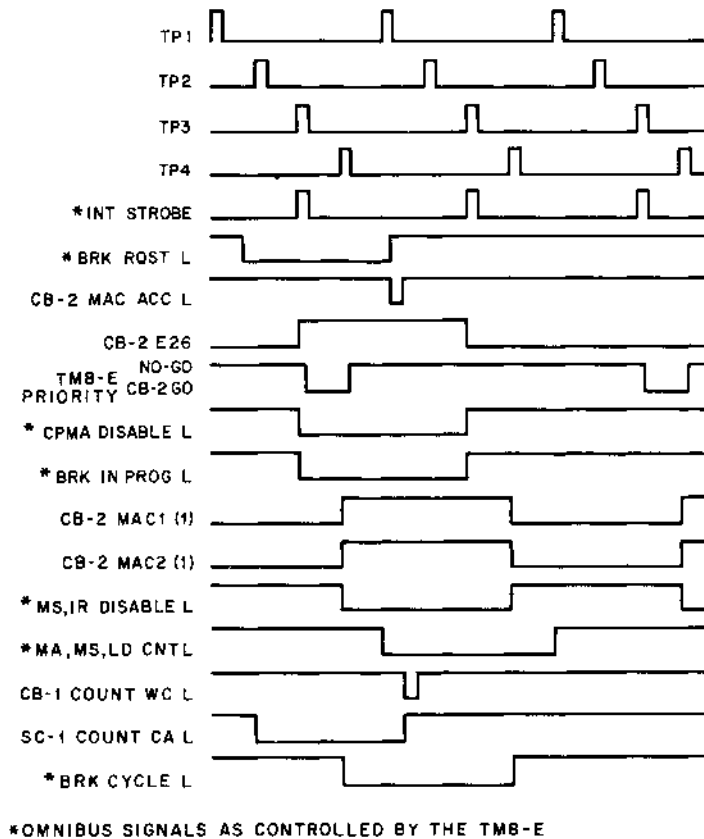 TP1
TP2
TP3
TP4
*INT STROBE
*BRK RQST L
CB-2 MAC ACC L
CB-2 E26
NO-GO
TM8-E
PRIORITY CB-2GO
*CPMA DISABLE L
*BRK IN PROG L
CB-2 MAC1 (1)
CB-2 MAC2 (1)
*MS,IR DISABLE L
*MA,MS,LD CNTL
CB-1 COUNT WC L
SC-1 COUNT CA L
*BRK CYCLE L
*OMNIBUS SIGNALS AS CONTROLLED BY THE TM8-E